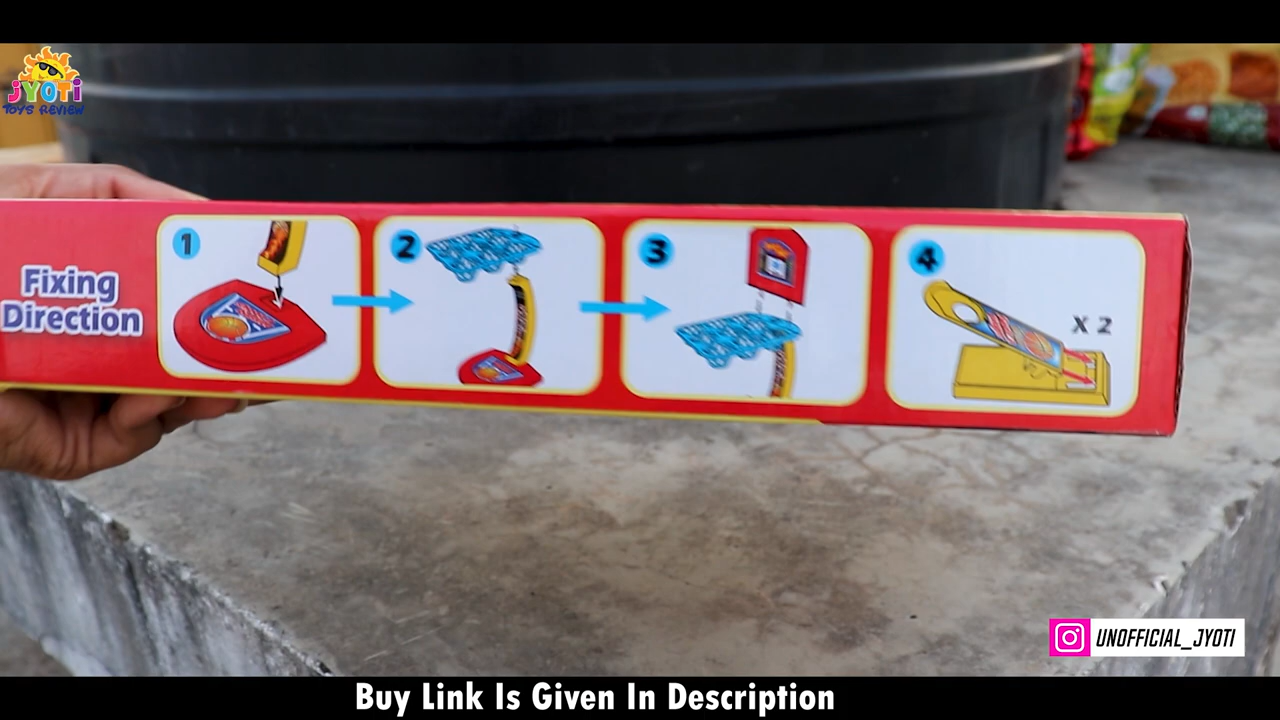 JYOTI
TOYS REVIEW
Fixing
Direction
1
2
3
4
X 2
UNOFFICIAL_JYOTI
Buy Link Is Given In Description